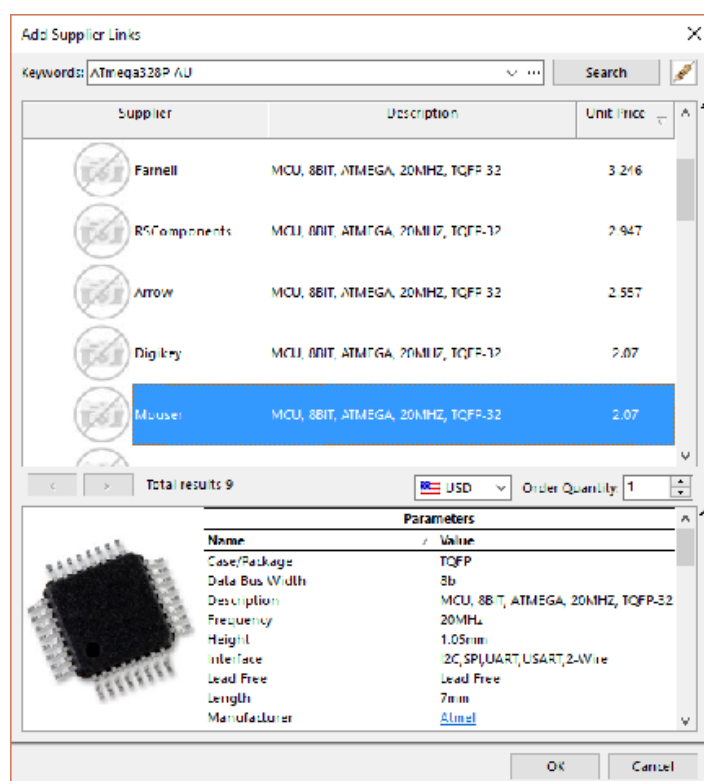 Add Supplier Links
Keywords: ATmega328P AU Search
Supplier Description Unit Price
Farnell MCU, 8BIT, ATMEGA, 20MHZ, TQFP 32 3.246
RSComponents MCU, 8BIT, ATMEGA, 20MHZ, TQFP-32 2.947
Arrow MCU, 8BIT, ATMEGA, 20MHZ, TQFP 32 2.557
Digikey MCU, 8BIT, ATMEGA, 20MHZ, TQFP-32 2.07
Mouser MCU, 8BIT, ATMEGA, 20MHZ, TQFP-32 2.07
Total results 9 USD Order Quantity: 1
Parameters
Name Value
Case/Package TQFP
Data Bus Width 8b
Description MCU, 8BIT, ATMEGA, 20MHZ, TQFP-32
Frequency 20MHz
Height 1.05mm
Interface I2C,SPI,UART,USART,2-Wire
Lead Free Lead Free
Length 7mm
Manufacturer Atmel
OK Cancel